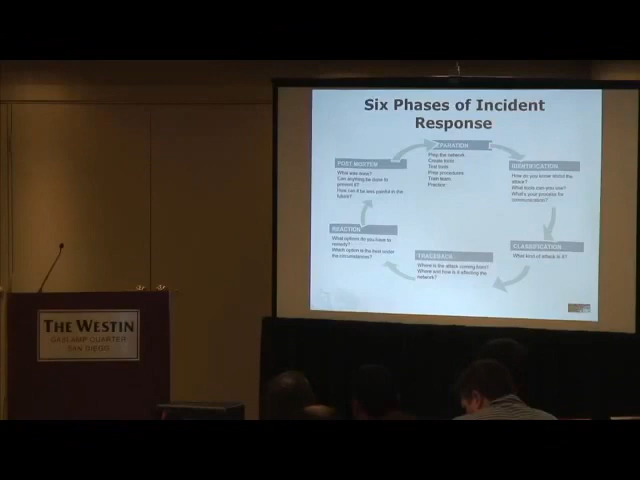 Six Phases of Incident
Response
PREPARATION
Prep the network
Create tools
Test tools
Prep procedures
Train team
Practice
IDENTIFICATION
How do you know about the
attack?
What tools can you use?
What's your process for
communication?
CLASSIFICATION
What kind of attack is it?
TRACEBACK
Where is the attack coming from?
Where and how is it affecting the
network?
REACTION
What options do you have to
remedy?
Which option is the best under
the circumstances?
POST MORTEM
What was done?
Can anything be done to
prevent it?
How can it be less painful in the
future?
THE WESTIN
GASLAMP QUARTER
SAN DIEGO